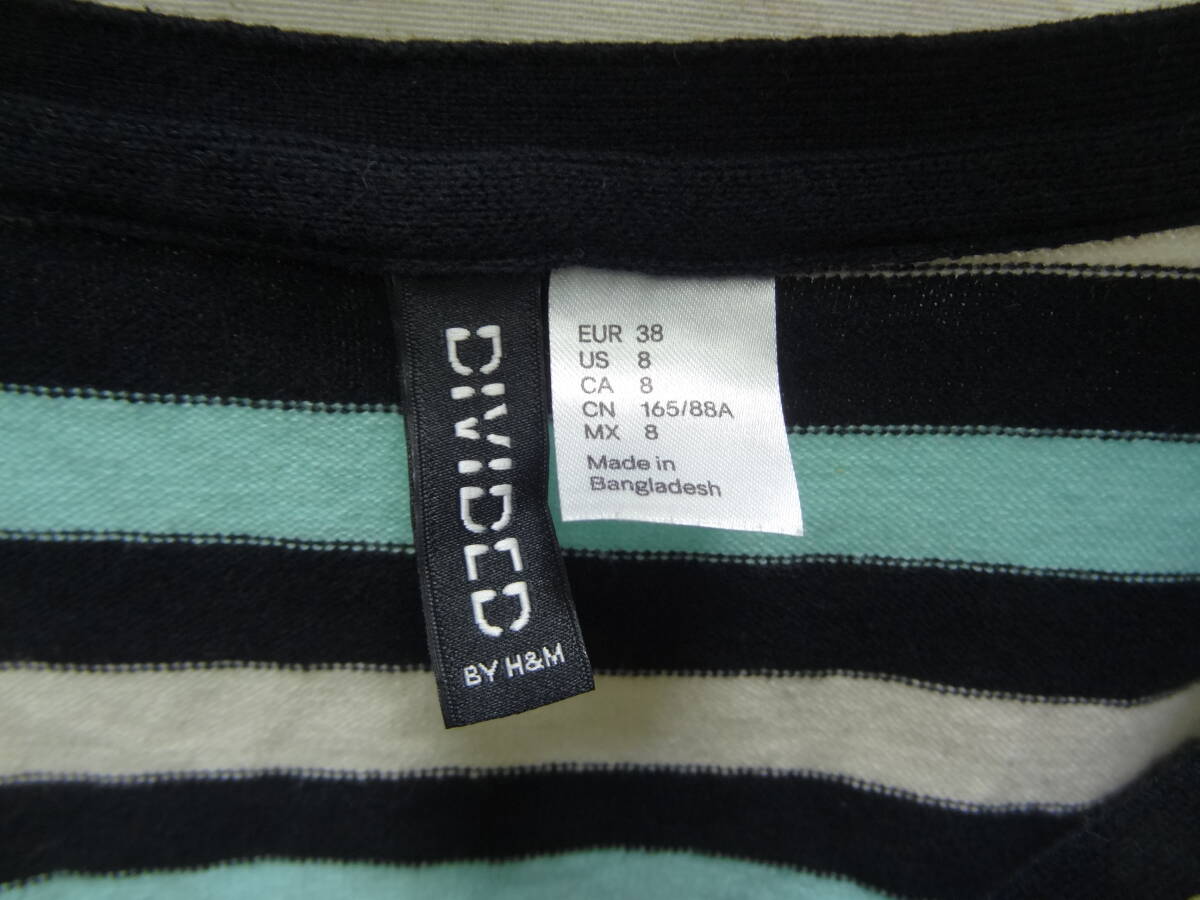 DIVIDED
BY H&M
EUR 38
US 8
CA 8
CN 165/88A
MX 8
Made in
Bangladesh